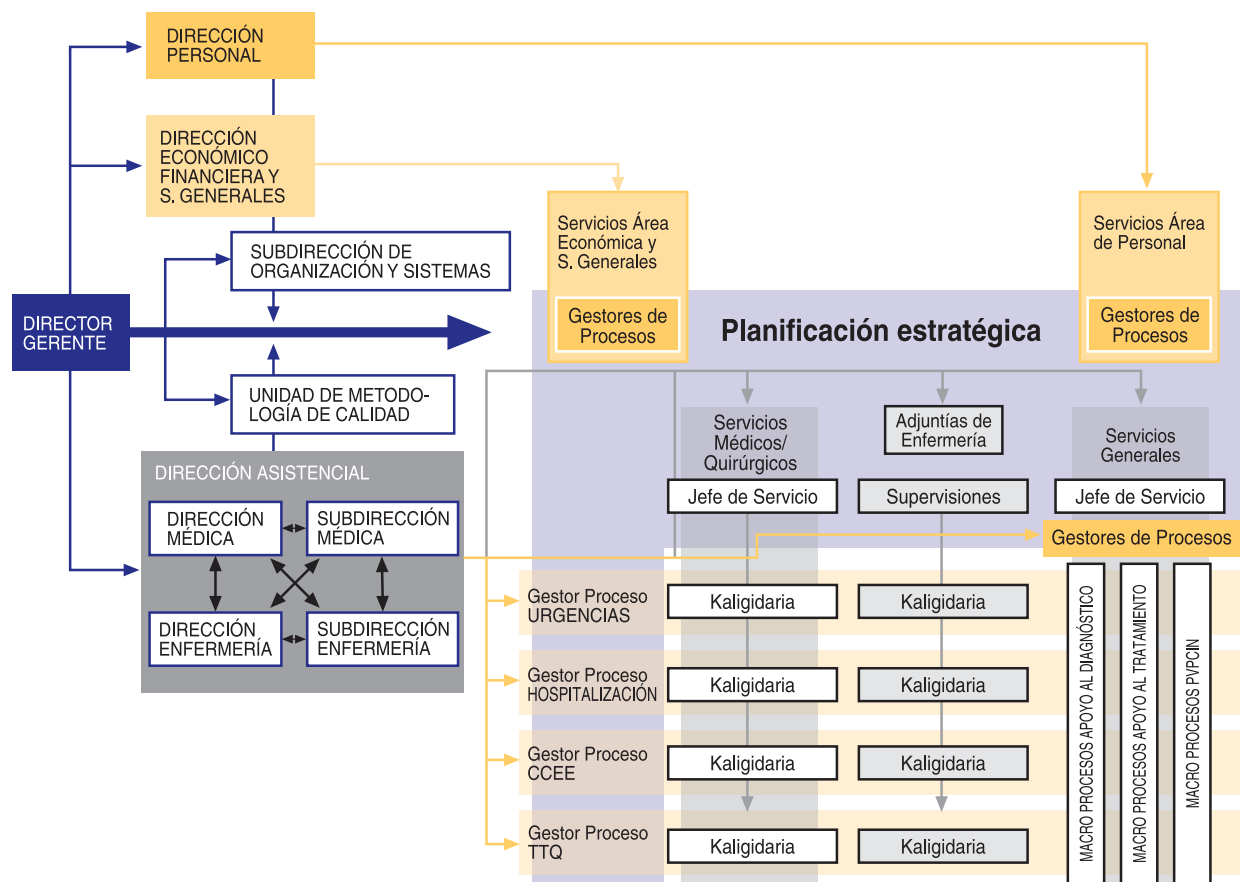 DIRECCIÓN
PERSONAL
DIRECCIÓN
ECONÓMICO
FINANCIERA Y
S. GENERALES
SUBDIRECCIÓN DE
ORGANIZACIÓN Y SISTEMAS
DIRECTOR
GERENTE
UNIDAD DE METODO-
LOGÍA DE CALIDAD
DIRECCIÓN ASISTENCIAL
DIRECCIÓN
MÉDICA
SUBDIRECCIÓN
MÉDICA
DIRECCIÓN
ENFERMERÍA
SUBDIRECCIÓN
ENFERMERÍA
Servicios Área
Económica y
S. Generales
Gestores de
Procesos
Servicios Área
de Personal
Gestores de
Procesos
Planificación estratégica
Servicios
Médicos/
Quirúrgicos
Jefe de Servicio
Adjuntías de
Enfermería
Supervisiones
Servicios
Generales
Jefe de Servicio
Gestores de Procesos
Gestor Proceso
URGENCIAS
Kaligidaria
Kaligidaria
Gestor Proceso
HOSPITALIZACIÓN
Kaligidaria
Kaligidaria
Gestor Proceso
CCEE
Kaligidaria
Kaligidaria
Gestor Proceso
TTQ
Kaligidaria
Kaligidaria
MACRO PROCESOS APOYO AL DIAGNÓSTICO
MACRO PROCESOS APOYO AL TRATAMIENTO
MACRO PROCESOS PVPCIN